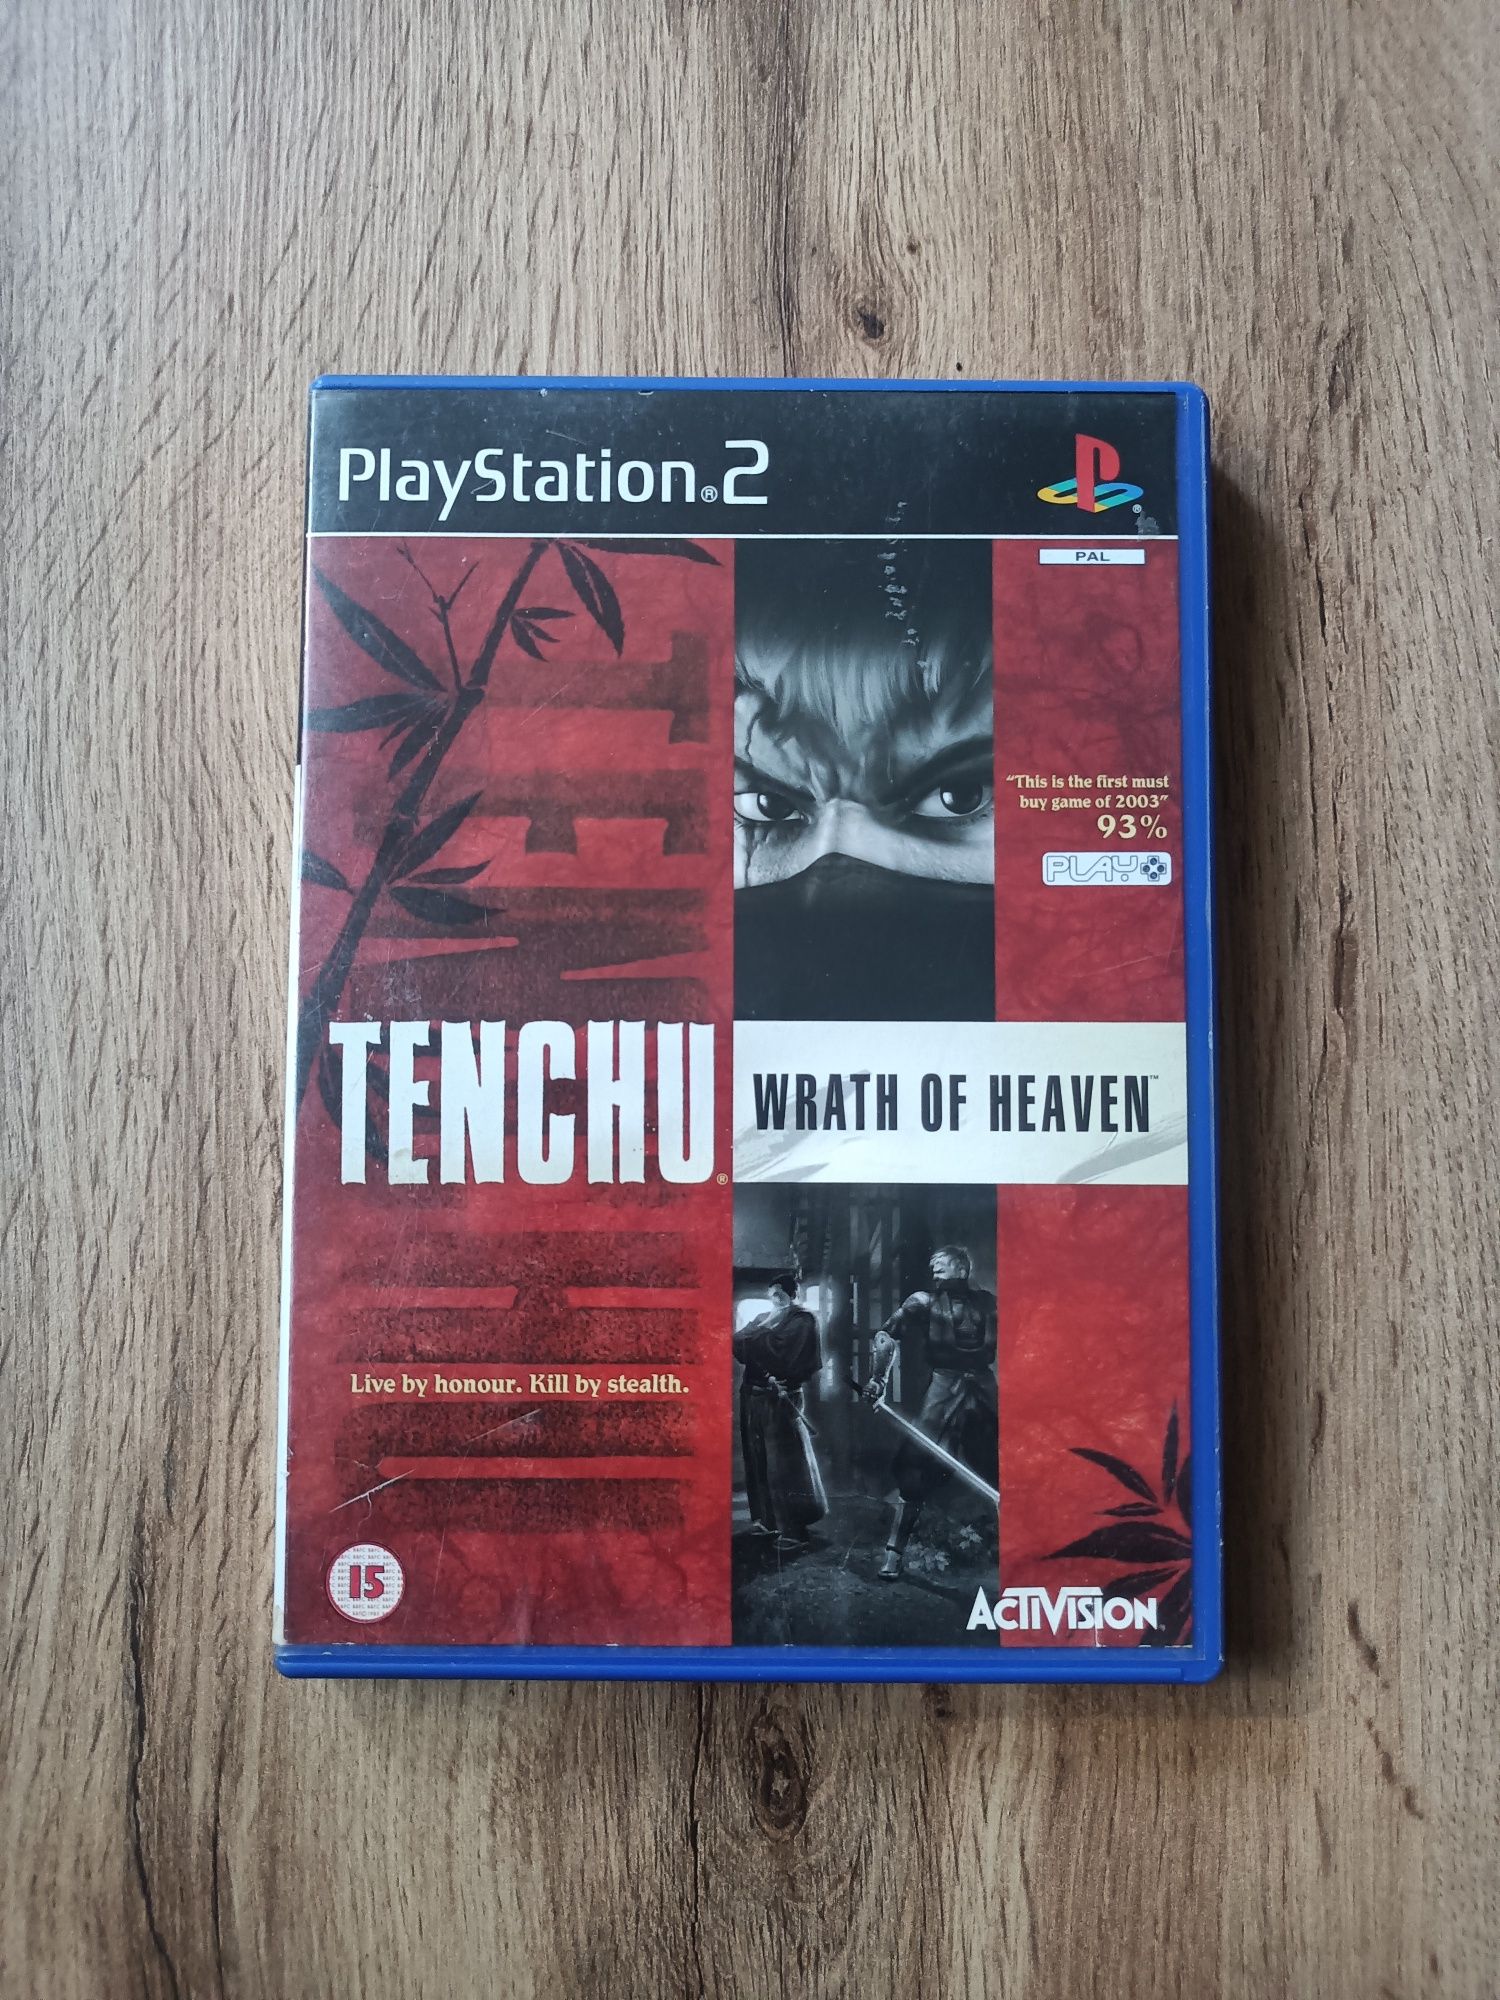 PlayStation®2
PAL
"This is the first must
buy game of 2003"
93%
PLAY
TENCHU®
WRATH OF HEAVEN™
Live by honour. Kill by stealth.
15
ACTIVISION